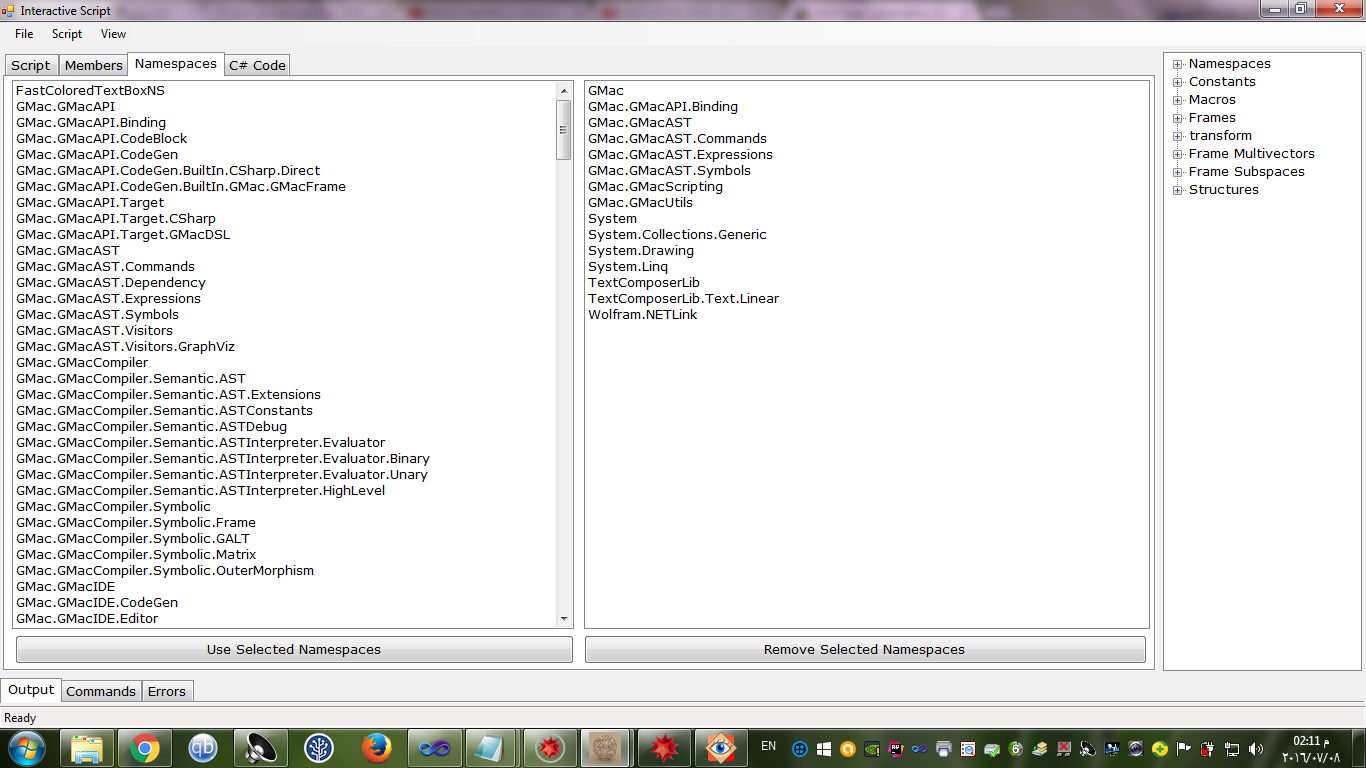 Interactive Script
File Script View
Script Members Namespaces C# Code
FastColoredTextBoxNS
GMac.GMacAPI
GMac.GMacAPI.Binding
GMac.GMacAPI.CodeBlock
GMac.GMacAPI.CodeGen
GMac.GMacAPI.CodeGen.BuiltIn.CSharp.Direct
GMac.GMacAPI.CodeGen.BuiltIn.GMac.GMacFrame
GMac.GMacAPI.Target
GMac.GMacAPI.Target.CSharp
GMac.GMacAPI.Target.GMacDSL
GMac.GMacAST
GMac.GMacAST.Commands
GMac.GMacAST.Dependency
GMac.GMacAST.Expressions
GMac.GMacAST.Symbols
GMac.GMacAST.Visitors
GMac.GMacAST.Visitors.GraphViz
GMac.GMacCompiler
GMac.GMacCompiler.Semantic.AST
GMac.GMacCompiler.Semantic.AST.Extensions
GMac.GMacCompiler.Semantic.ASTConstants
GMac.GMacCompiler.Semantic.ASTDebug
GMac.GMacCompiler.Semantic.ASTInterpreter.Evaluator
GMac.GMacCompiler.Semantic.ASTInterpreter.Evaluator.Binary
GMac.GMacCompiler.Semantic.ASTInterpreter.Evaluator.Unary
GMac.GMacCompiler.Semantic.ASTInterpreter.HighLevel
GMac.GMacCompiler.Symbolic
GMac.GMacCompiler.Symbolic.Frame
GMac.GMacCompiler.Symbolic.GALT
GMac.GMacCompiler.Symbolic.Matrix
GMac.GMacCompiler.Symbolic.OuterMorphism
GMac.GMacIDE
GMac.GMacIDE.CodeGen
GMac.GMacIDE.Editor
Use Selected Namespaces
GMac
GMac.GMacAPI.Binding
GMac.GMacAST
GMac.GMacAST.Commands
GMac.GMacAST.Expressions
GMac.GMacAST.Symbols
GMac.GMacScripting
GMac.GMacUtils
System
System.Collections.Generic
System.Drawing
System.Linq
TextComposerLib
TextComposerLib.Text.Linear
Wolfram.NETLink
Remove Selected Namespaces
Namespaces
Constants
Macros
Frames
transform
Frame Multivectors
Frame Subspaces
Structures
Output Commands Errors
Ready
qb
EN
02:11 م
٢٠١٦/٠٧/٠٨